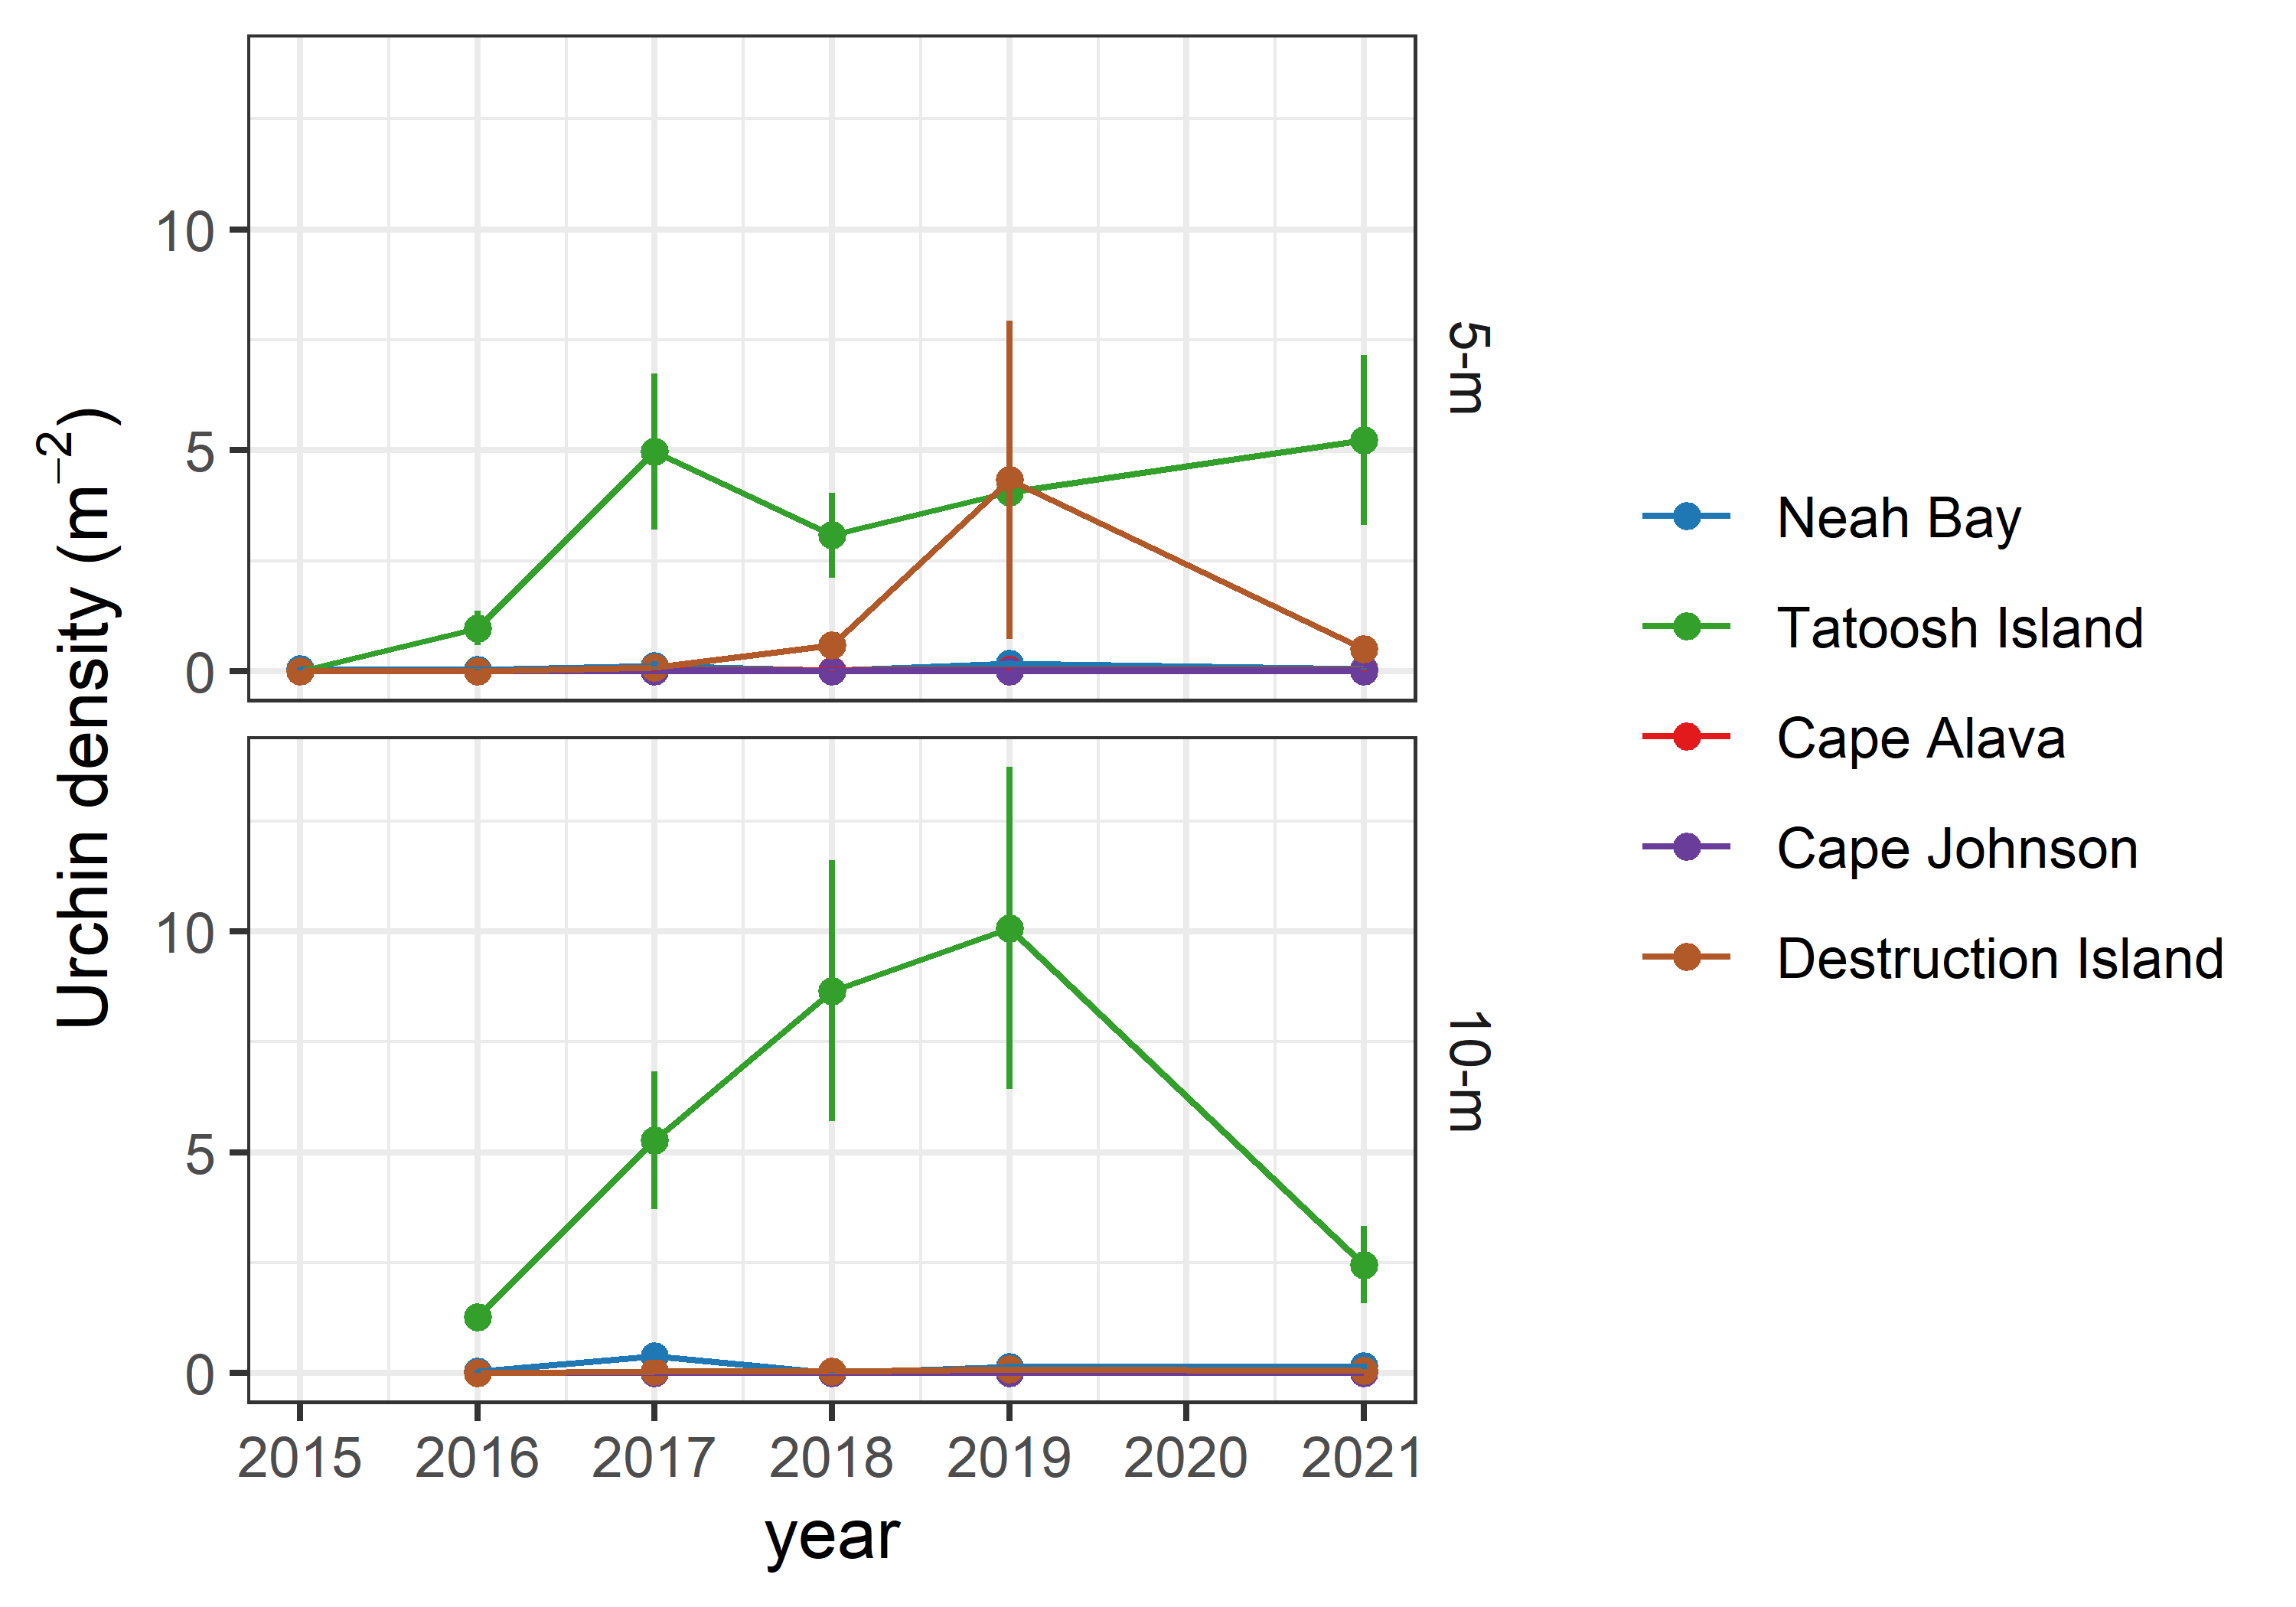 Urchin density (m⁻²)
10
5
0
5-m
10
5
0
10-m
2015 2016 2017 2018 2019 2020 2021
year
Neah Bay
Tatoosh Island
Cape Alava
Cape Johnson
Destruction Island